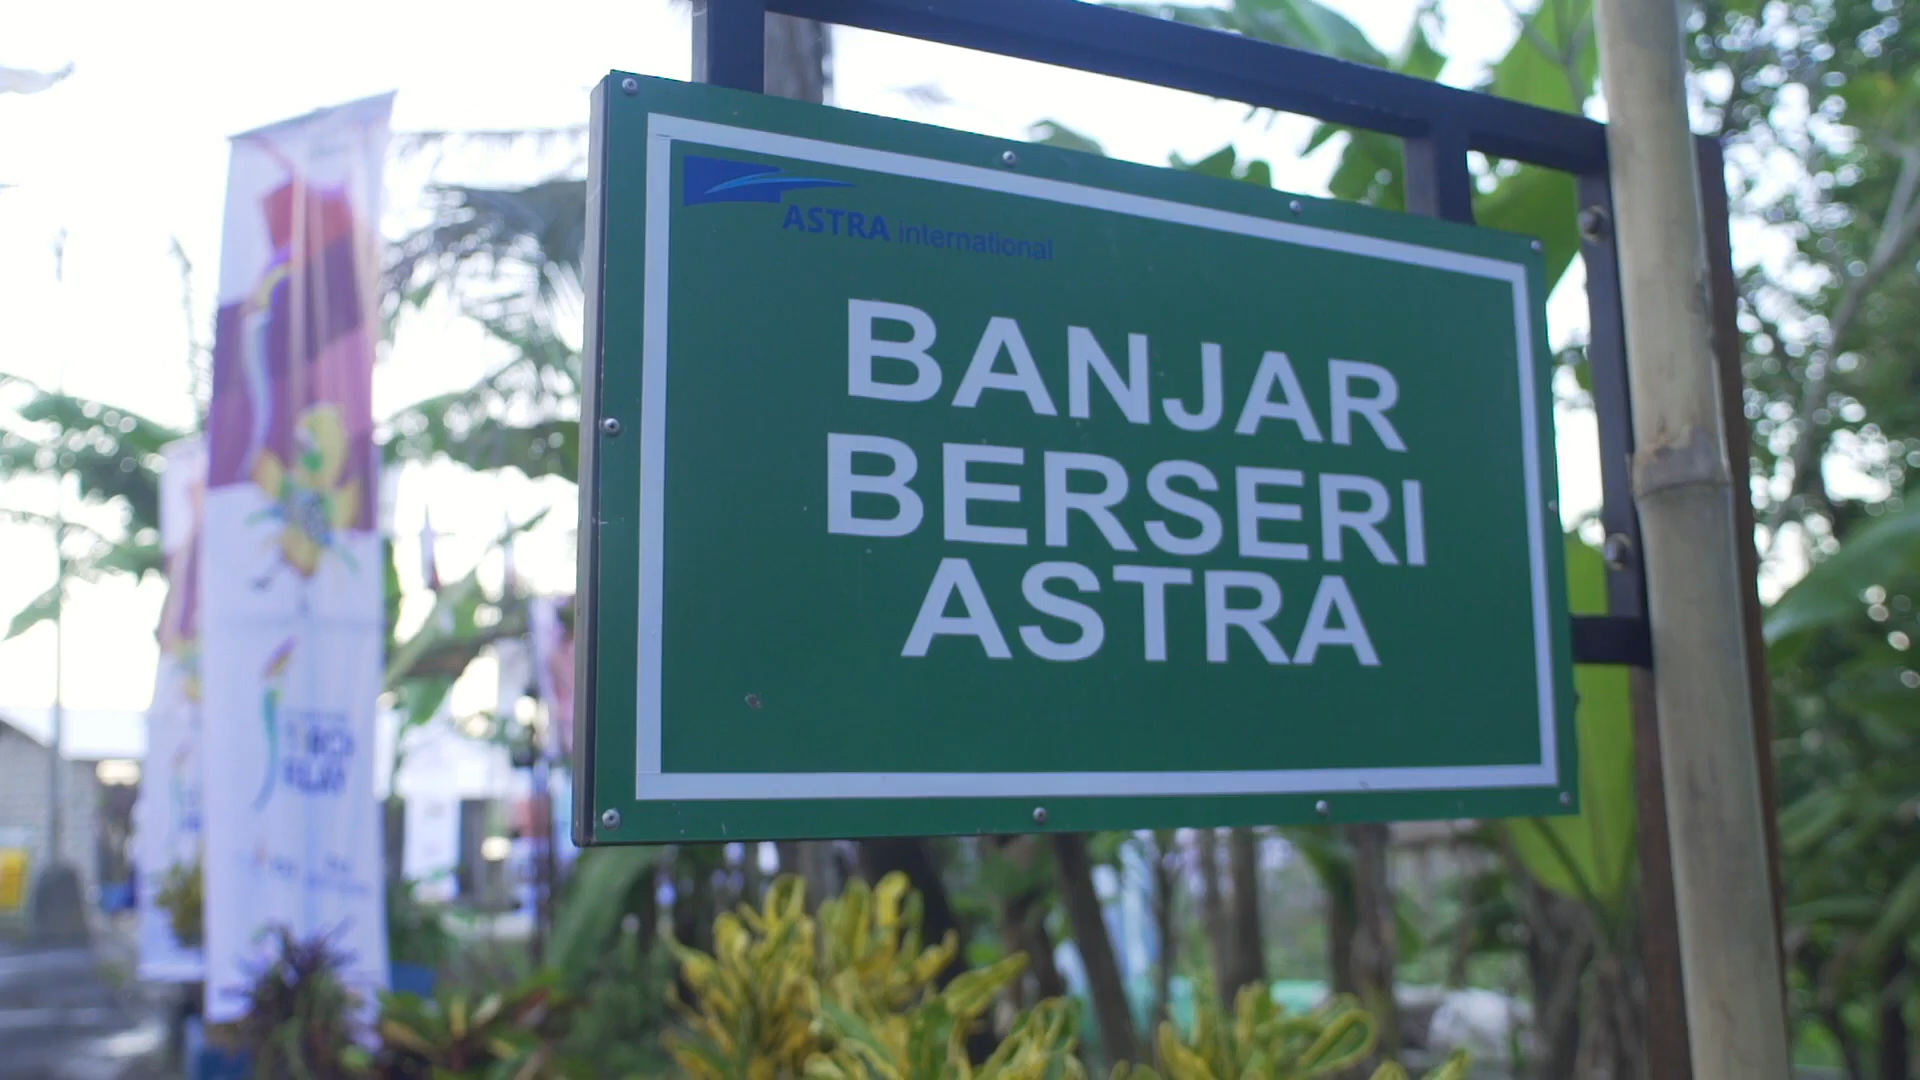 ASTRA international
BANJAR
BERSERI
ASTRA